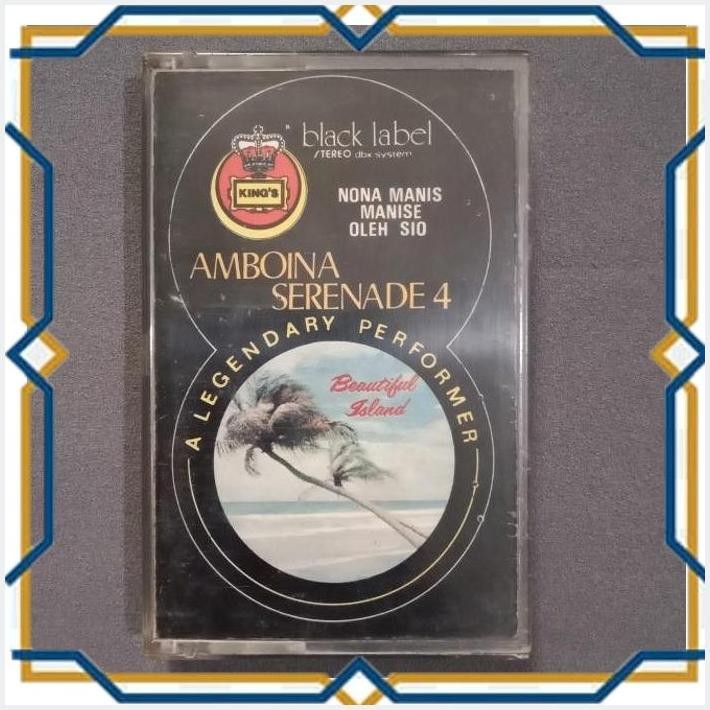 black label
STEREO dbx system
KING'S
NONA MANIS
MANISE
OLEH SIO
AMBOINA
SERENADE 4
A LEGENDARY PERFORMER
Beautiful
Island